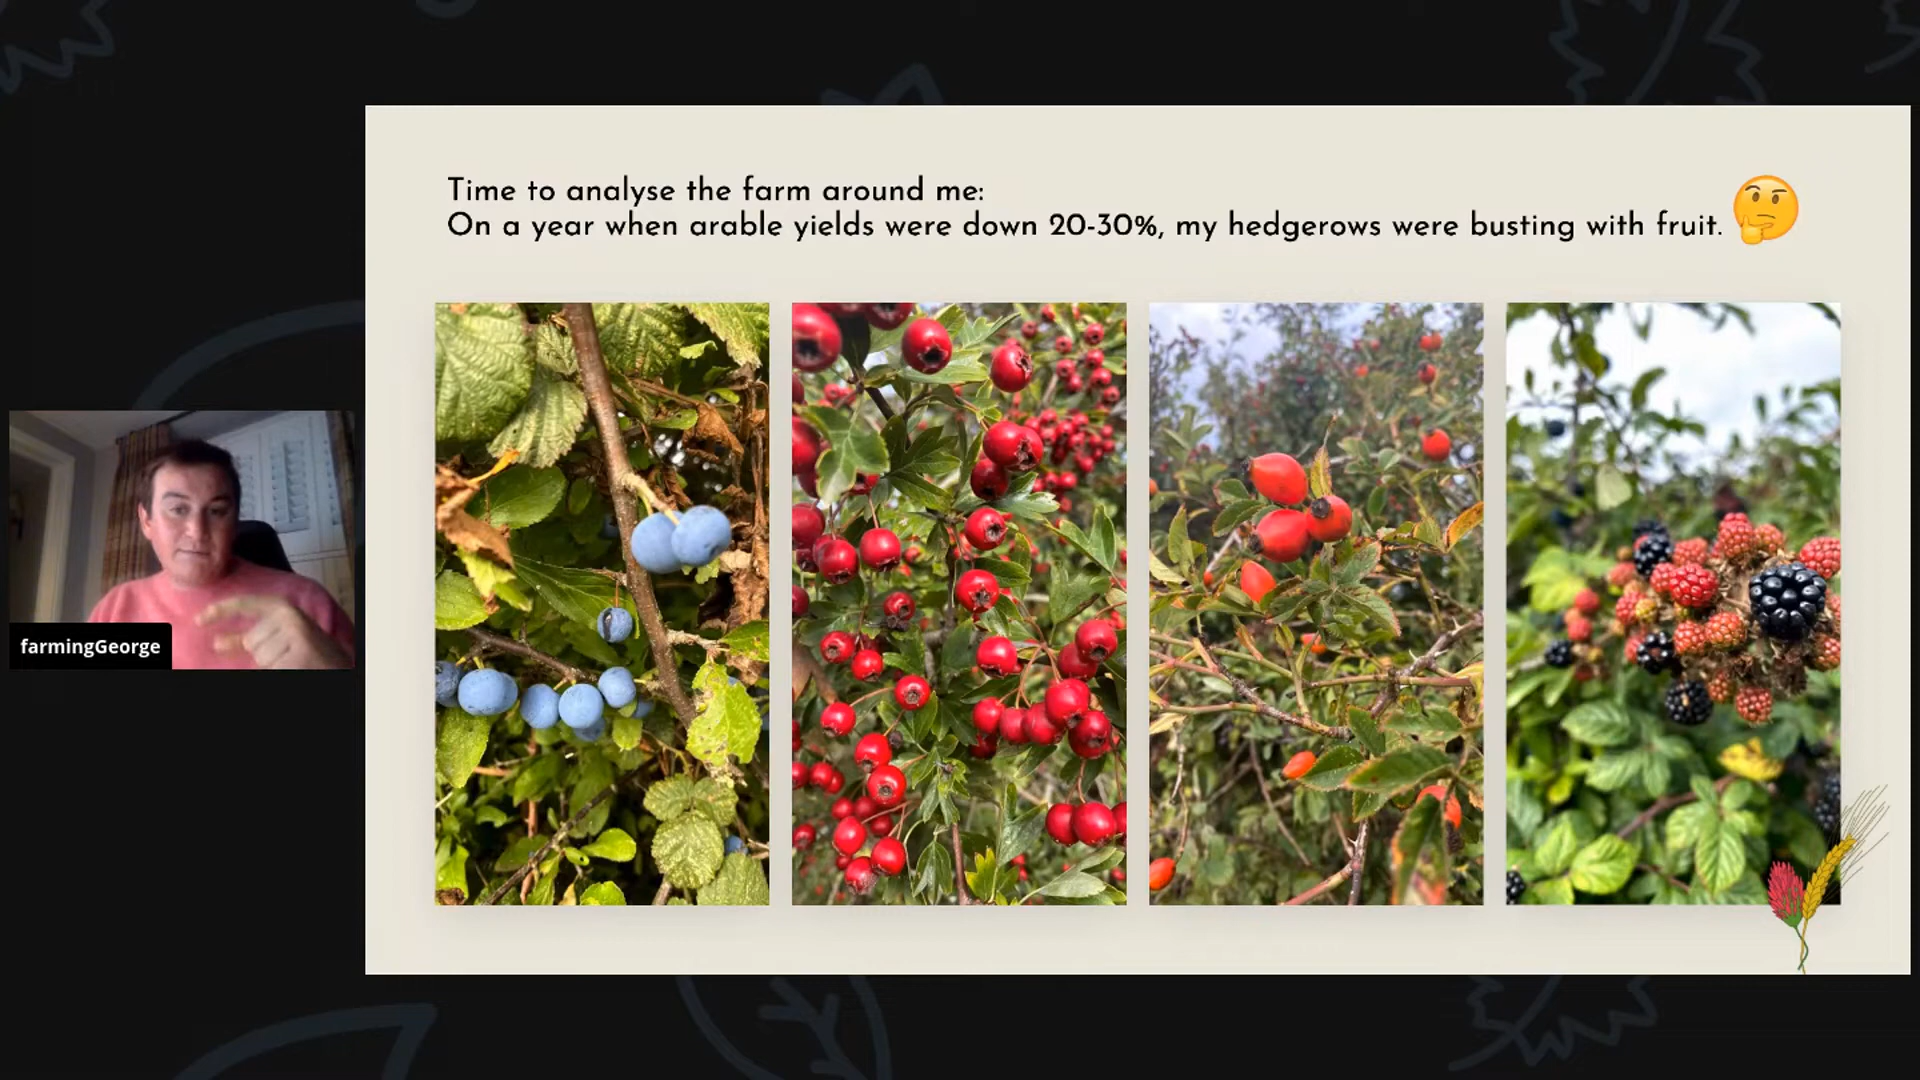 Time to analyse the farm around me:
On a year when arable yields were down 20-30%, my hedgerows were busting with fruit.
farmingGeorge